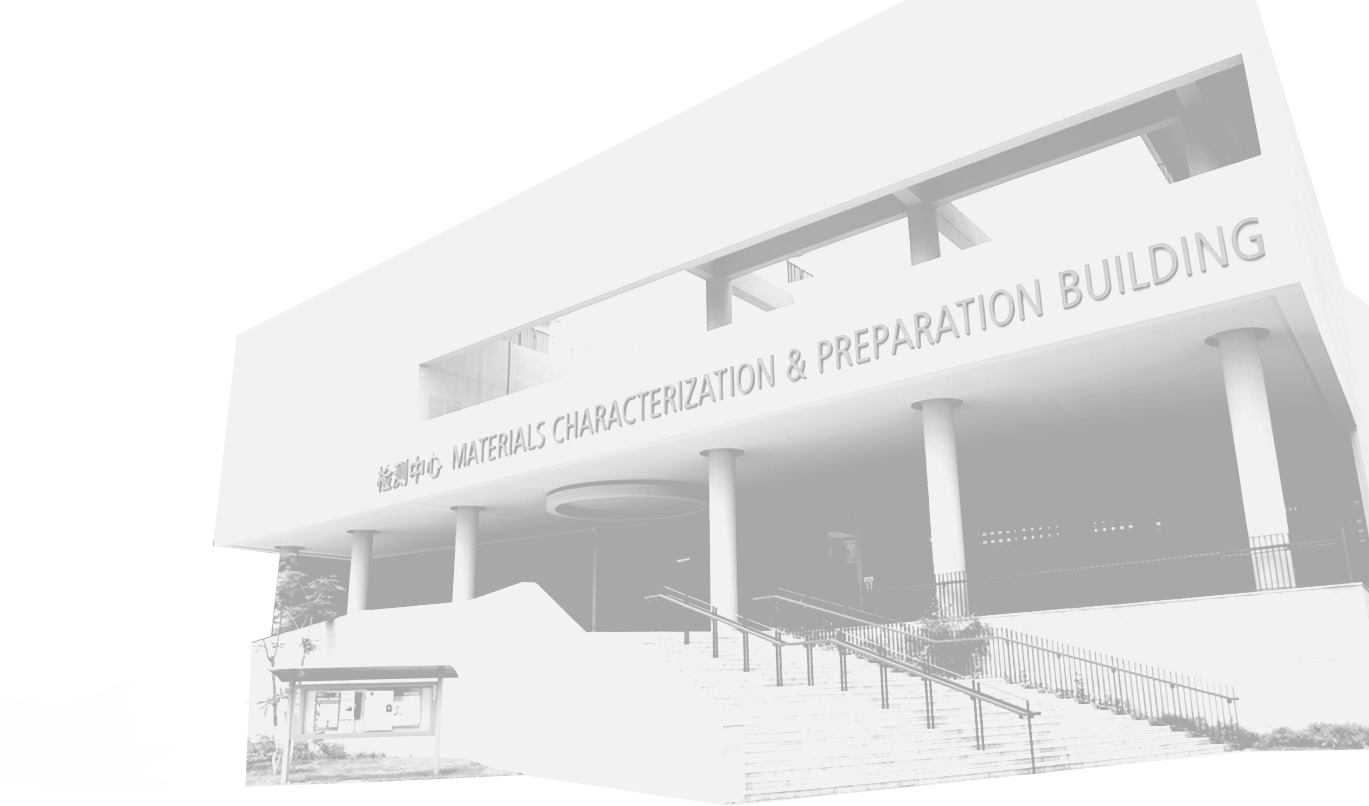 检测中心 MATERIALS CHARACTERIZATION & PREPARATION BUILDING